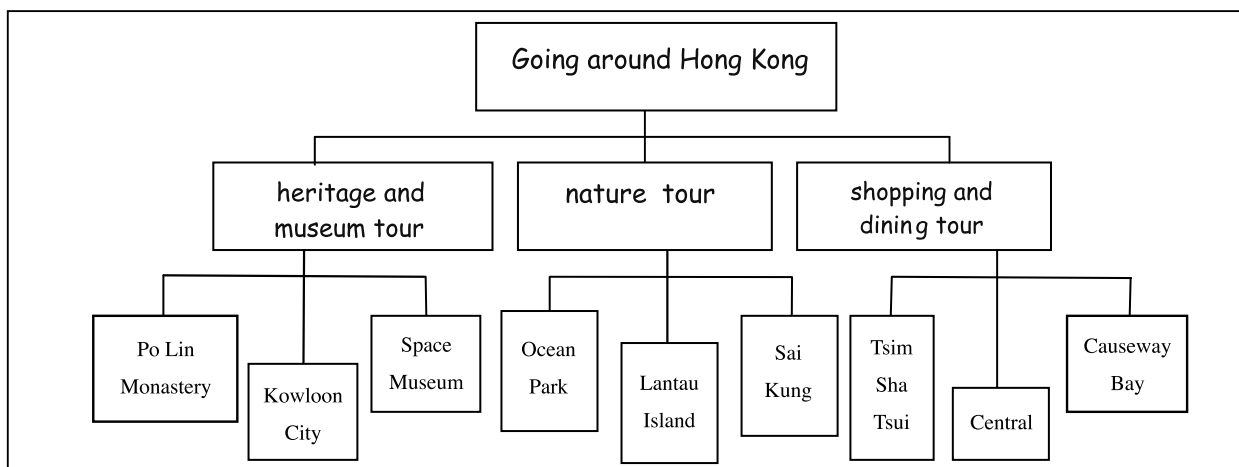 Going around Hong Kong
heritage and
museum tour
nature tour
shopping and
dining tour
Po Lin
Monastery
Kowloon
City
Space
Museum
Ocean
Park
Lantau
Island
Sai
Kung
Tsim
Sha
Tsui
Central
Causeway
Bay